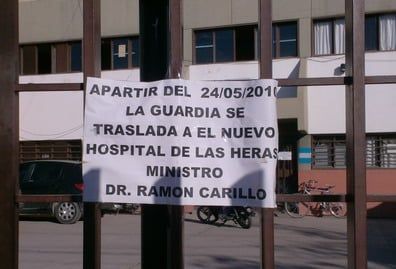 APARTIR DEL 24/05/2010
LA GUARDIA SE
TRASLADA A EL NUEVO
HOSPITAL DE LAS HERAS
MINISTRO
DR. RAMON CARILLO